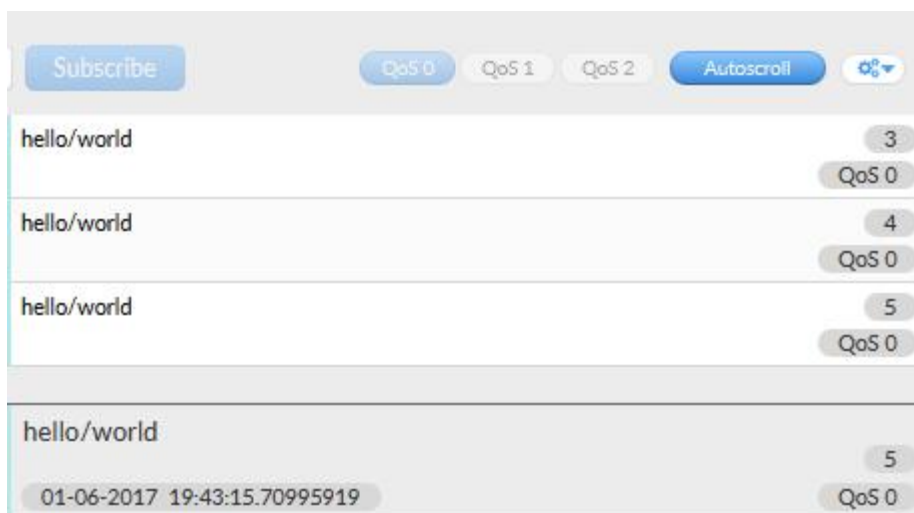 Subscribe QoS 0 QoS 1 QoS 2 Autoscroll
hello/world 3
QoS 0
hello/world 4
QoS 0
hello/world 5
QoS 0
hello/world
5
01-06-2017 19:43:15.70995919 QoS 0